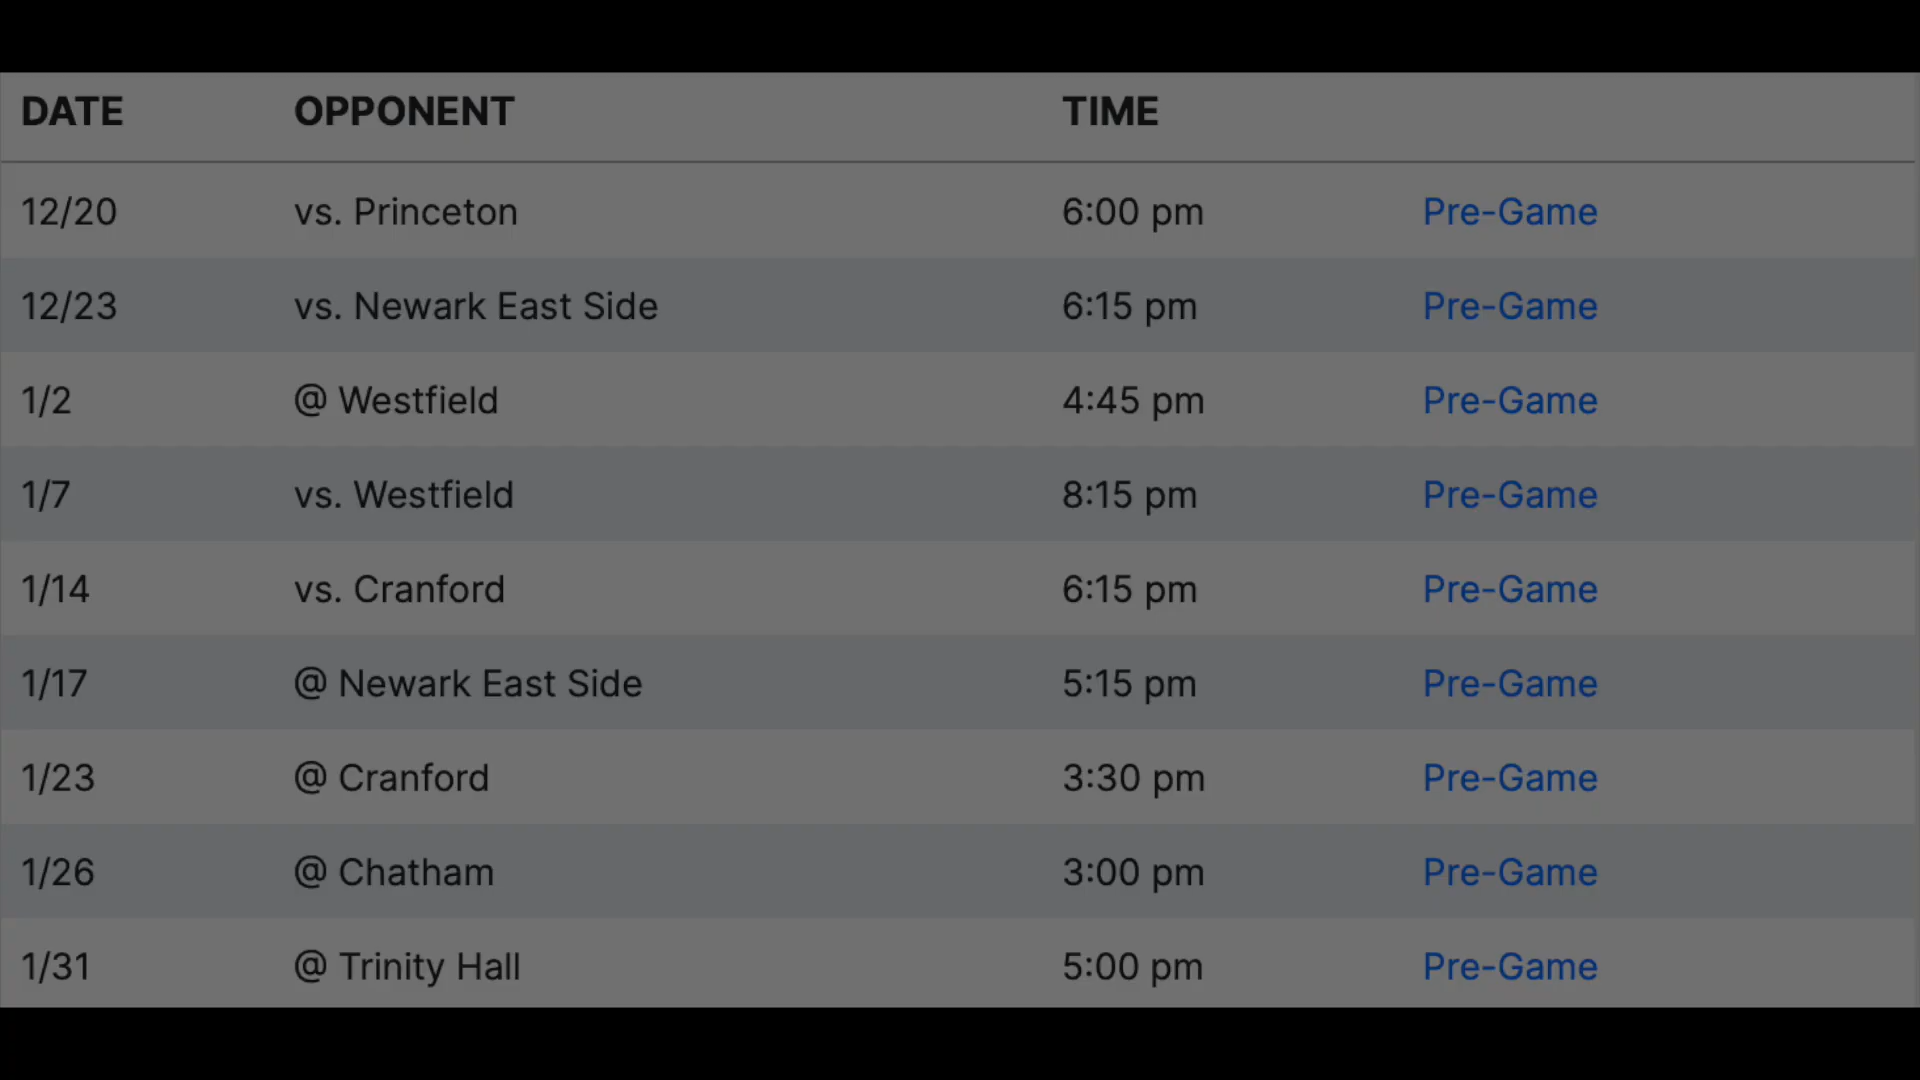 DATE OPPONENT TIME
12/20 vs. Princeton 6:00 pm Pre-Game
12/23 vs. Newark East Side 6:15 pm Pre-Game
1/2 @ Westfield 4:45 pm Pre-Game
1/7 vs. Westfield 8:15 pm Pre-Game
1/14 vs. Cranford 6:15 pm Pre-Game
1/17 @ Newark East Side 5:15 pm Pre-Game
1/23 @ Cranford 3:30 pm Pre-Game
1/26 @ Chatham 3:00 pm Pre-Game
1/31 @ Trinity Hall 5:00 pm Pre-Game